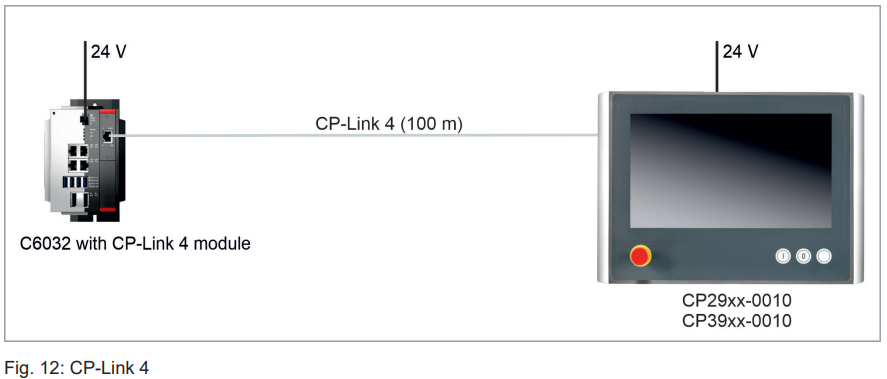 24 V
24 V
CP-Link 4 (100 m)
C6032 with CP-Link 4 module
CP29xx-0010
CP39xx-0010
Fig. 12: CP-Link 4